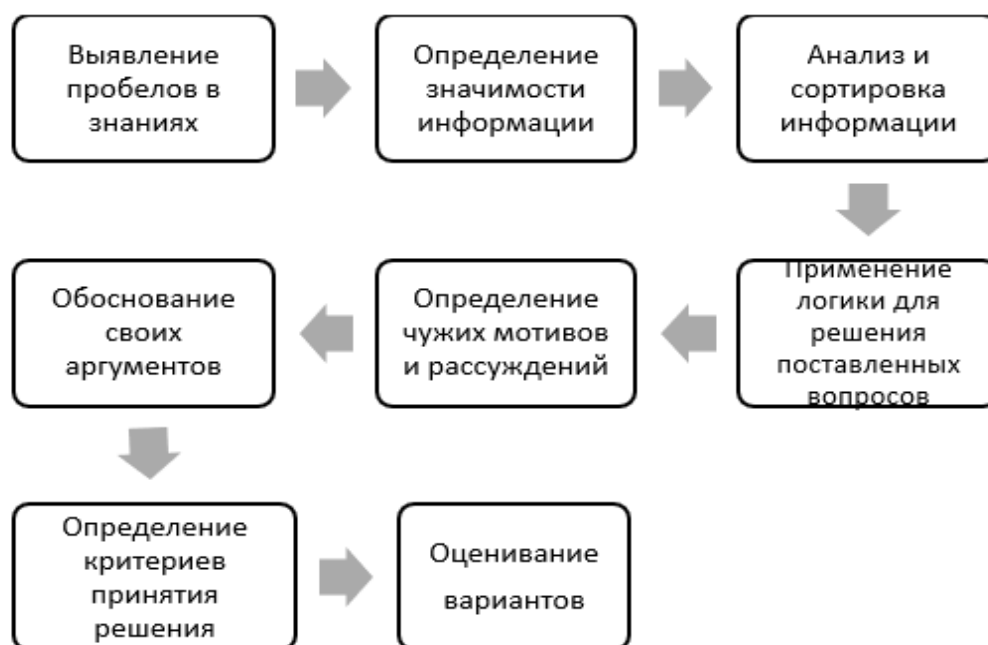 Выявление
пробелов в
знаниях
Определение
значимости
информации
Анализ и
сортировка
информации
Применение
логики для
решения
поставленных
вопросов
Определение
чужих мотивов
и рассуждений
Обоснование
своих
аргументов
Определение
критериев
принятия
решения
Оценивание
вариантов